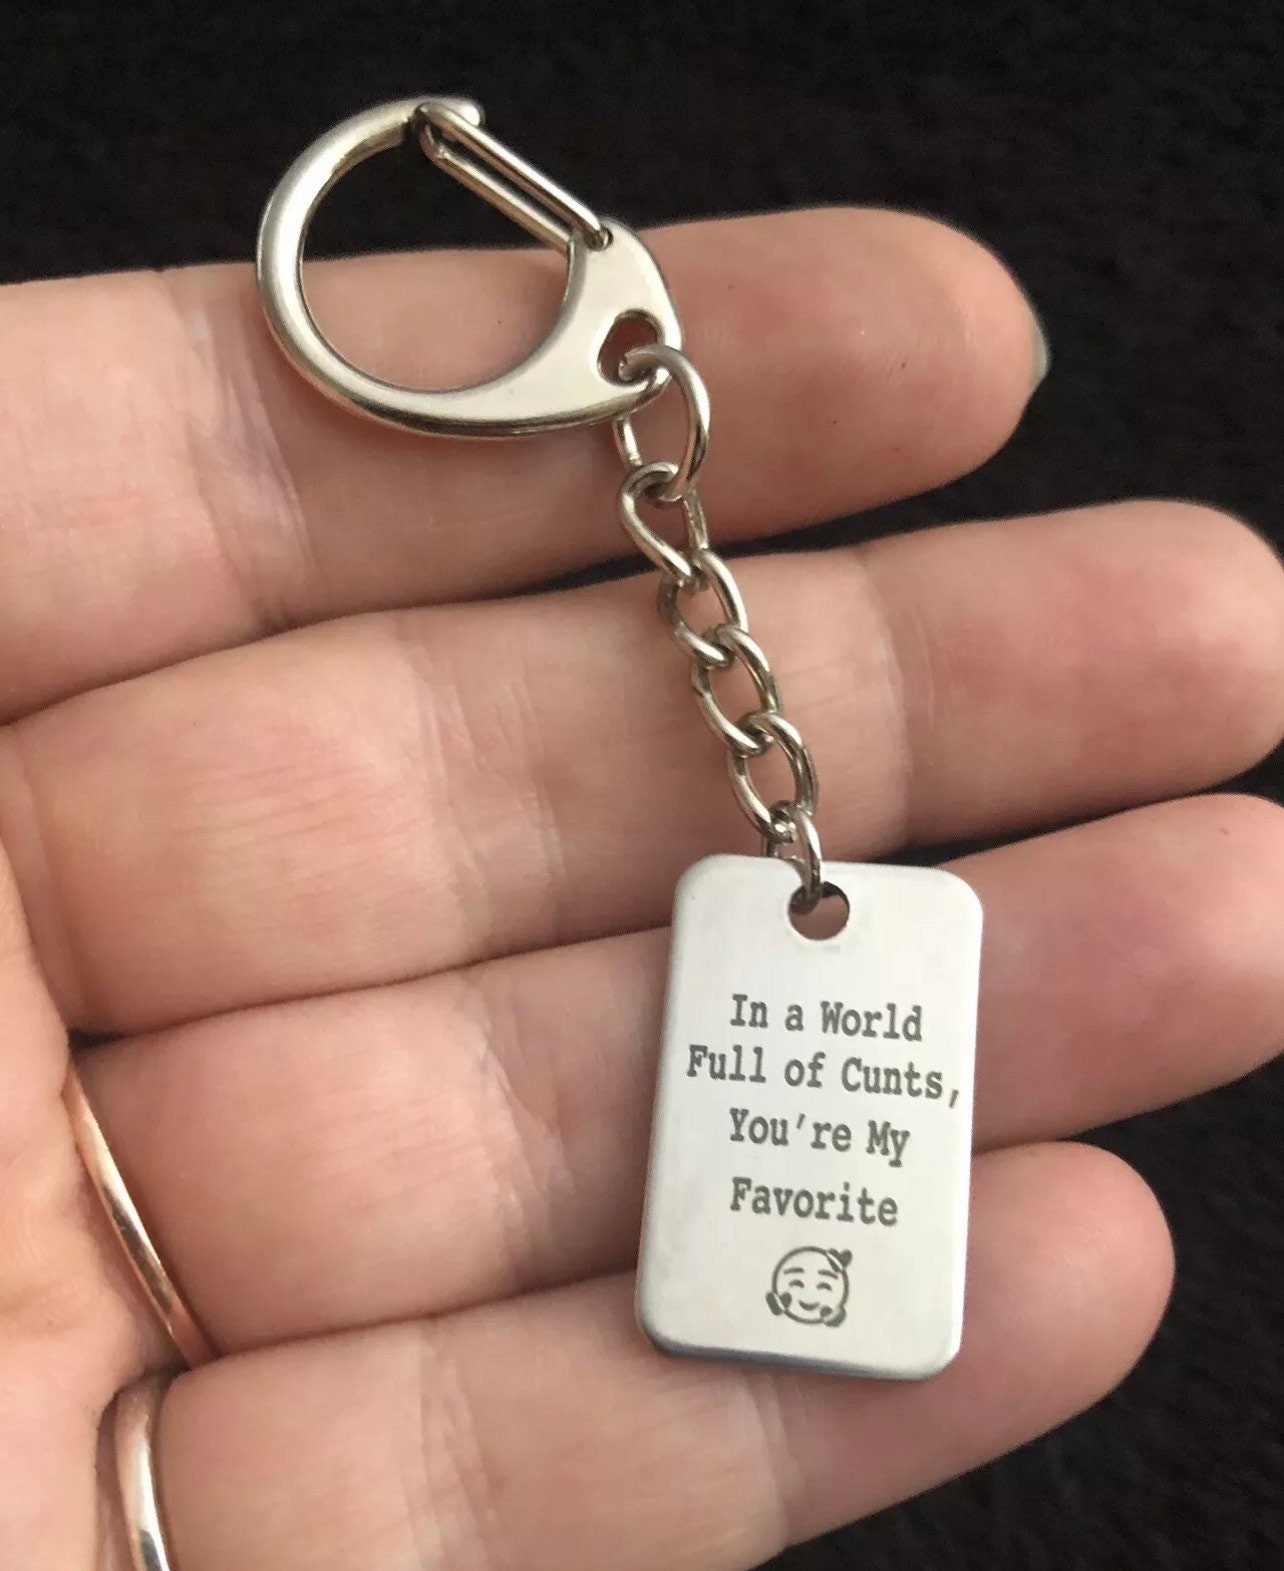 In a World
Full of Cunts,
You're My
Favorite